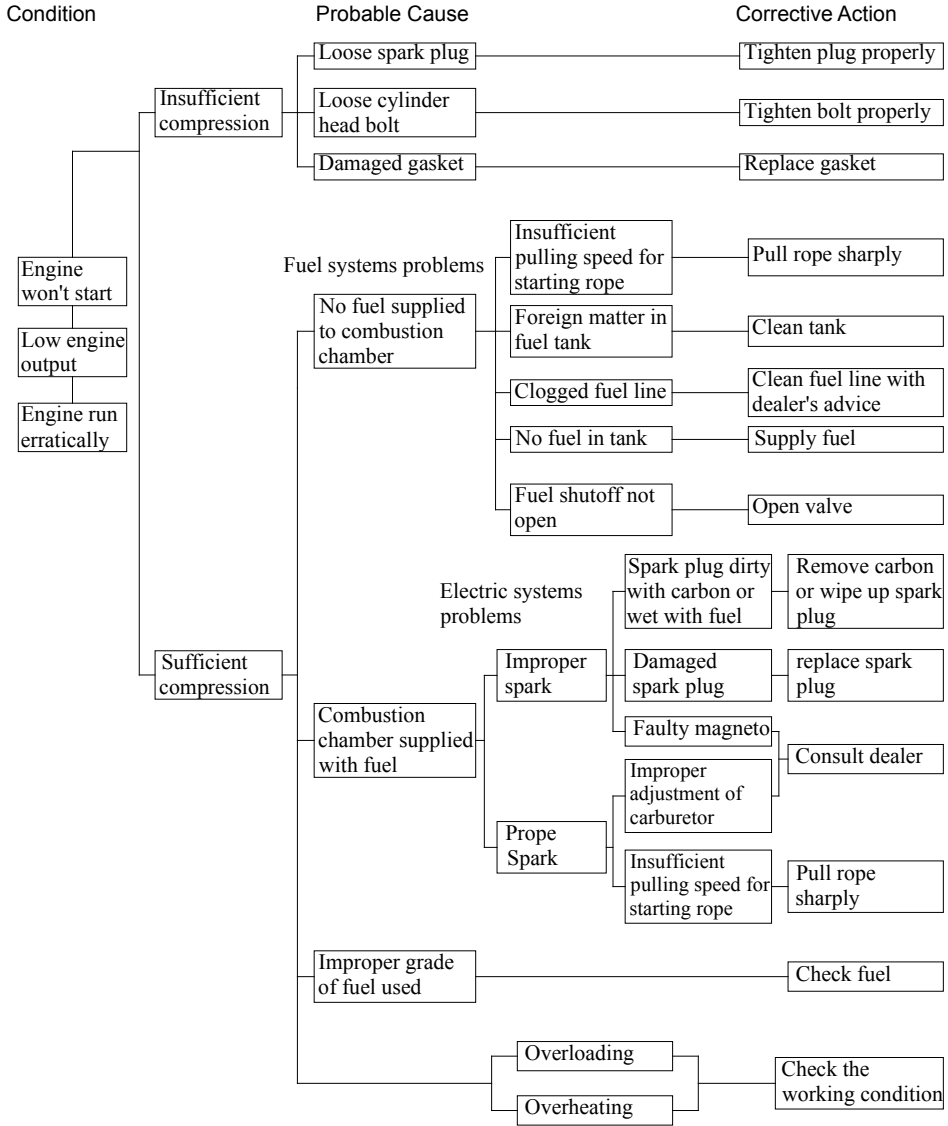 Condition
Probable Cause
Corrective Action
Loose spark plug
Tighten plug properly
Insufficient
compression
Loose cylinder
head bolt
Tighten bolt properly
Damaged gasket
Replace gasket
Engine
won't start
Low engine
output
Engine run
erratically
Fuel systems problems
No fuel supplied
to combustion
chamber
Insufficient
pulling speed for
starting rope
Pull rope sharply
Foreign matter in
fuel tank
Clean tank
Clogged fuel line
Clean fuel line with
dealer's advice
No fuel in tank
Supply fuel
Fuel shutoff not
open
Open valve
Sufficient
compression
Electric systems
problems
Combustion
chamber supplied
with fuel
Improper
spark
Spark plug dirty
with carbon or
wet with fuel
Remove carbon
or wipe up spark
plug
Damaged
spark plug
replace spark
plug
Faulty magneto
Consult dealer
Prope
Spark
Improper
adjustment of
carburetor
Insufficient
pulling speed for
starting rope
Pull rope
sharply
Improper grade
of fuel used
Check fuel
Overloading
Overheating
Check the
working condition